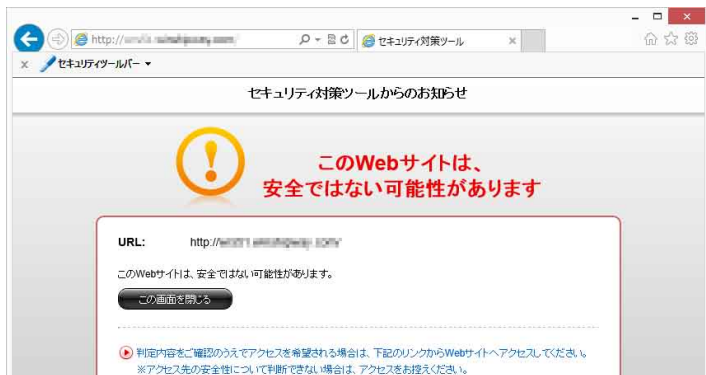 http://
セキュリティ対策ツール
x セキュリティツールバー
セキュリティ対策ツールからのお知らせ
このWebサイトは、
安全ではない可能性があります
URL: http://
このWebサイトは、安全ではない可能性があります。
この画面を閉じる
判定内容をご確認のうえでアクセスを希望される場合は、下記のリンクからWebサイトへアクセスしてください。
※アクセス先の安全性について判断できない場合は、アクセスをお控えください。